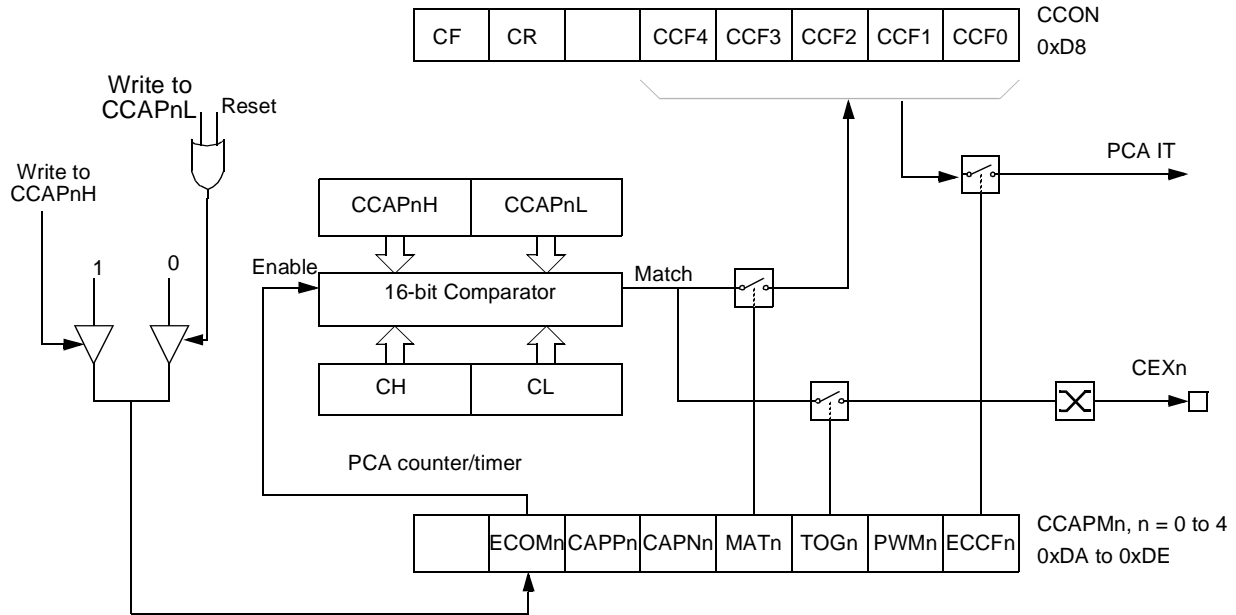 CF CR CCF4 CCF3 CCF2 CCF1 CCF0
CCON
0xD8
Write to
CCAPnL
Reset
PCA IT
Write to
CCAPnH
CCAPnH CCAPnL
1
0
Enable
16-bit Comparator
Match
CH CL
CEXn
PCA counter/timer
ECOMn CAPPn CAPNn MATn TOGn PWMn ECCFn
CCAPMn, n = 0 to 4
0xDA to 0xDE